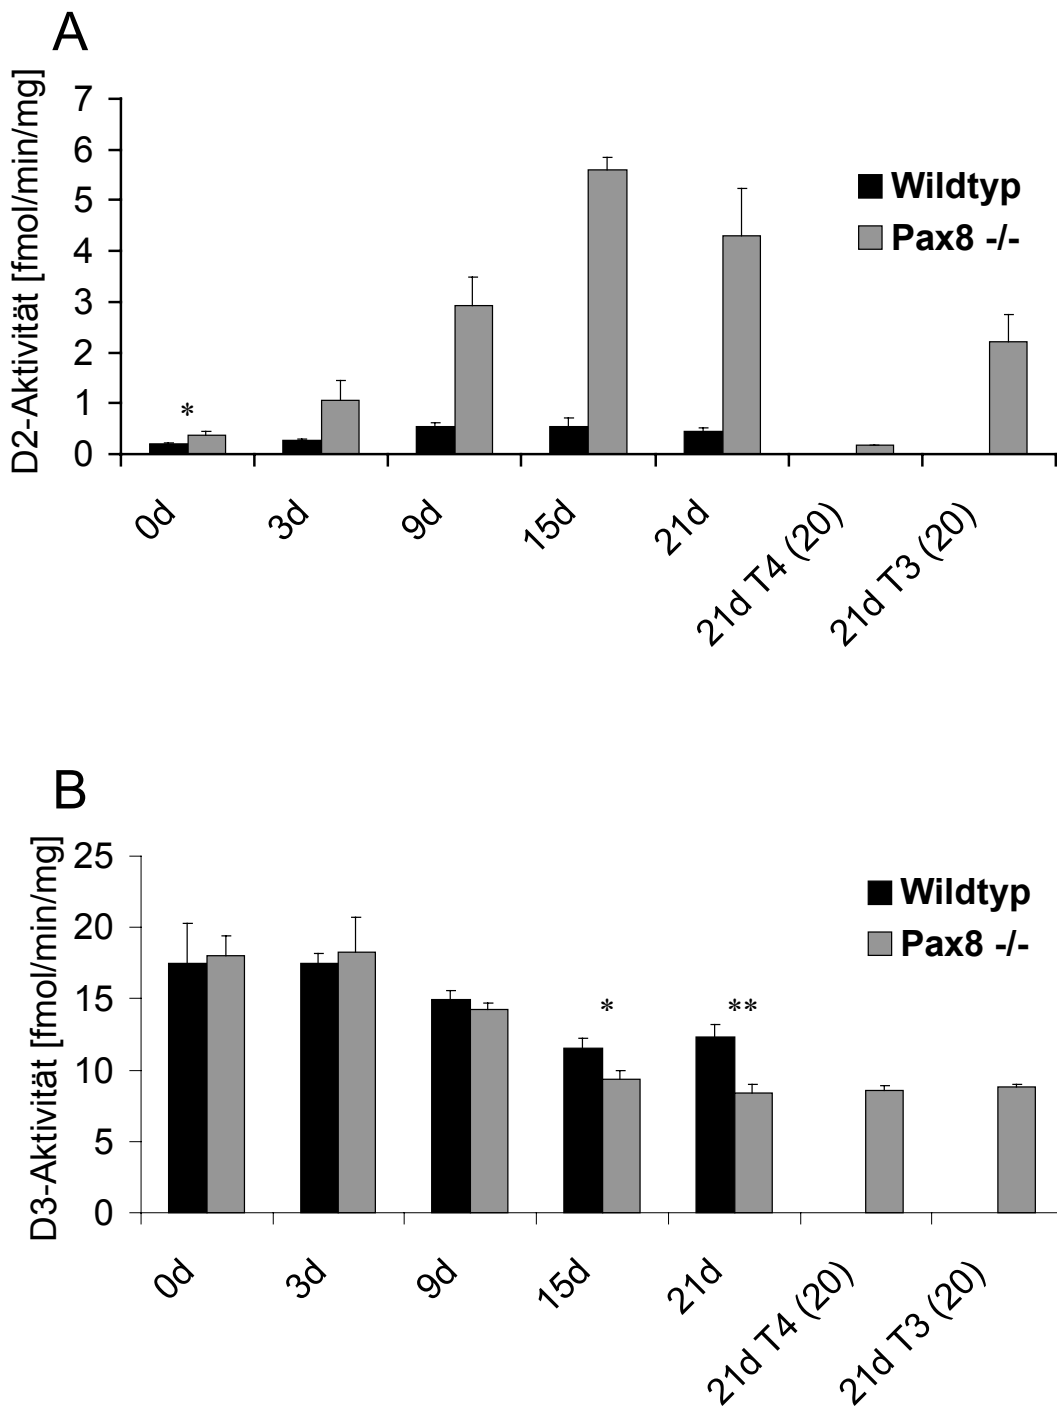 A
D2-Aktivität [fmol/min/mg]
7
6
5
4
3
2
1
0
*
Wildtyp
Pax8 -/-
0d
3d
9d
15d
21d
21d T4 (20)
21d T3 (20)
B
D3-Aktivität [fmol/min/mg]
25
20
15
10
5
0
*
**
Wildtyp
Pax8 -/-
0d
3d
9d
15d
21d
21d T4 (20)
21d T3 (20)